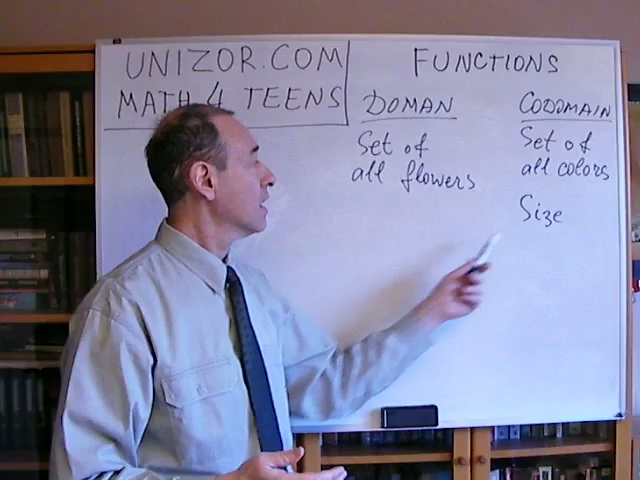 UNIZOR.COM
MATH 4 TEENS
FUNCTIONS
DOMAN
Set of
all flowers
CODOMAIN
Set of
all colors
Size